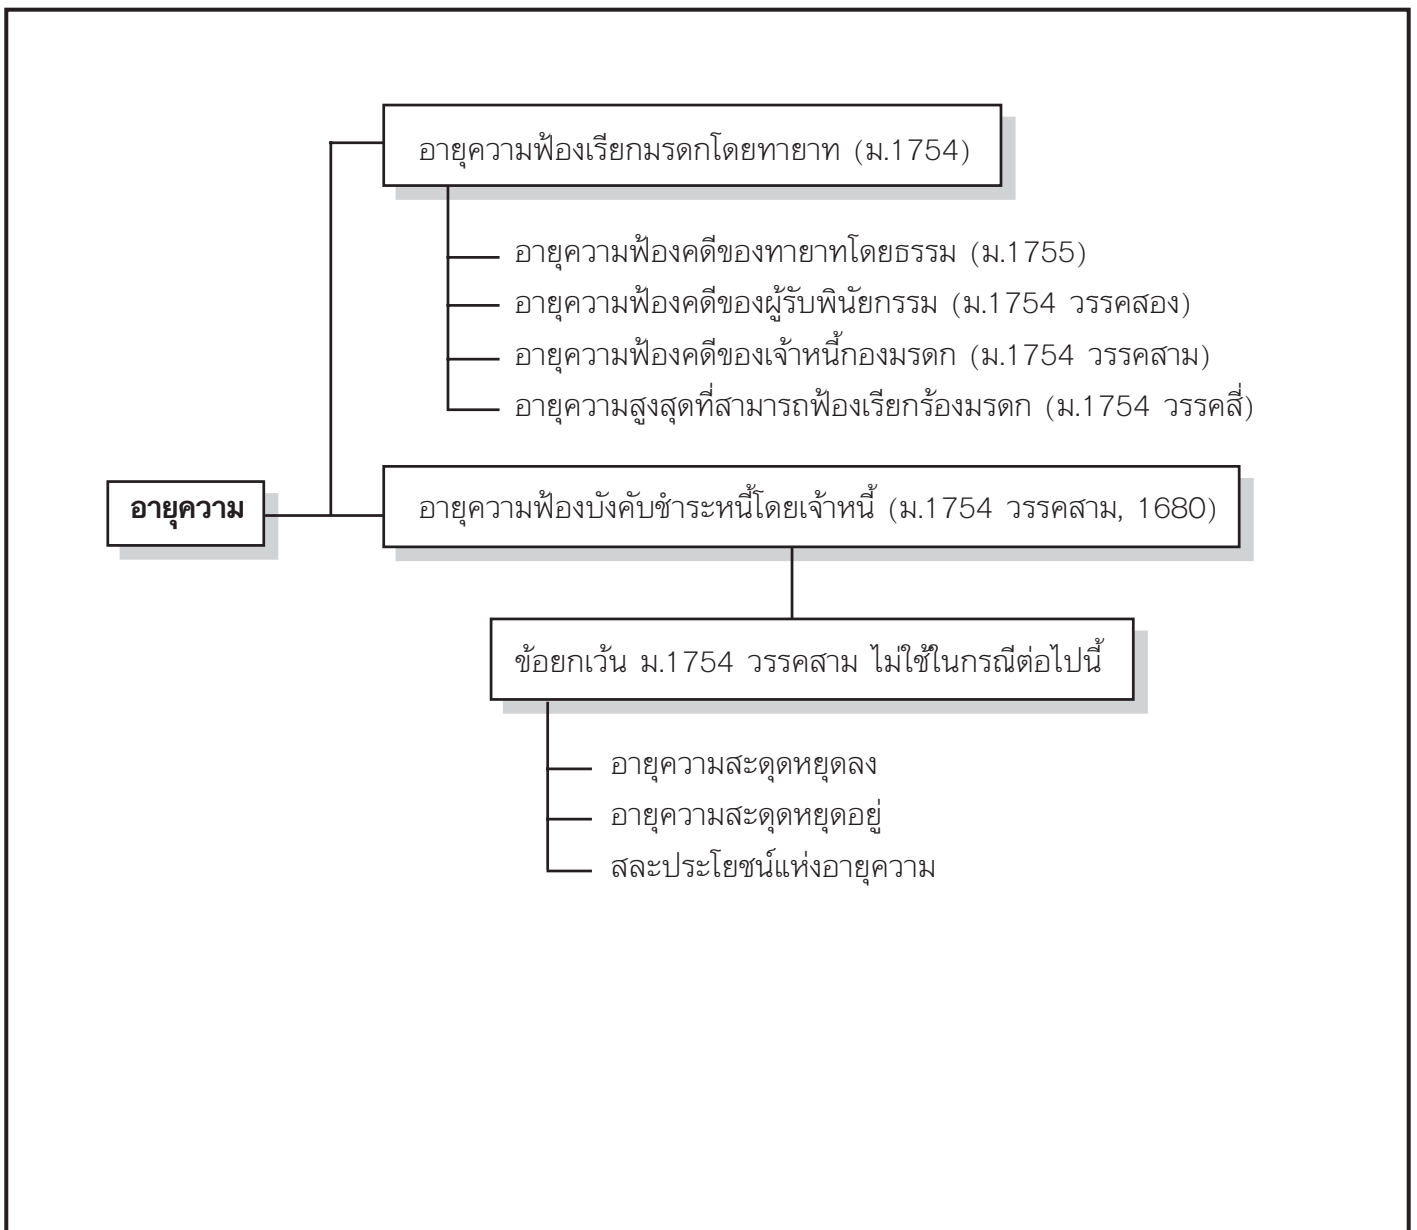 อายุความฟ้องเรียกมรดกโดยทายาท (ม.1754)
อายุความฟ้องคดีของทายาทโดยธรรม (ม.1755)
อายุความฟ้องคดีของผู้รับพินัยกรรม (ม.1754 วรรคสอง)
อายุความฟ้องคดีของเจ้าหนี้กองมรดก (ม.1754 วรรคสาม)
อายุความสูงสุดที่สามารถฟ้องเรียกร้องมรดก (ม.1754 วรรคสี่)
อายุความ
อายุความฟ้องบังคับชำระหนี้โดยเจ้าหนี้ (ม.1754 วรรคสาม, 1680)
ข้อยกเว้น ม.1754 วรรคสาม ไม่ใช้ในกรณีต่อไปนี้
อายุความสะดุดหยุดลง
อายุความสะดุดหยุดอยู่
สละประโยชน์แห่งอายุความ